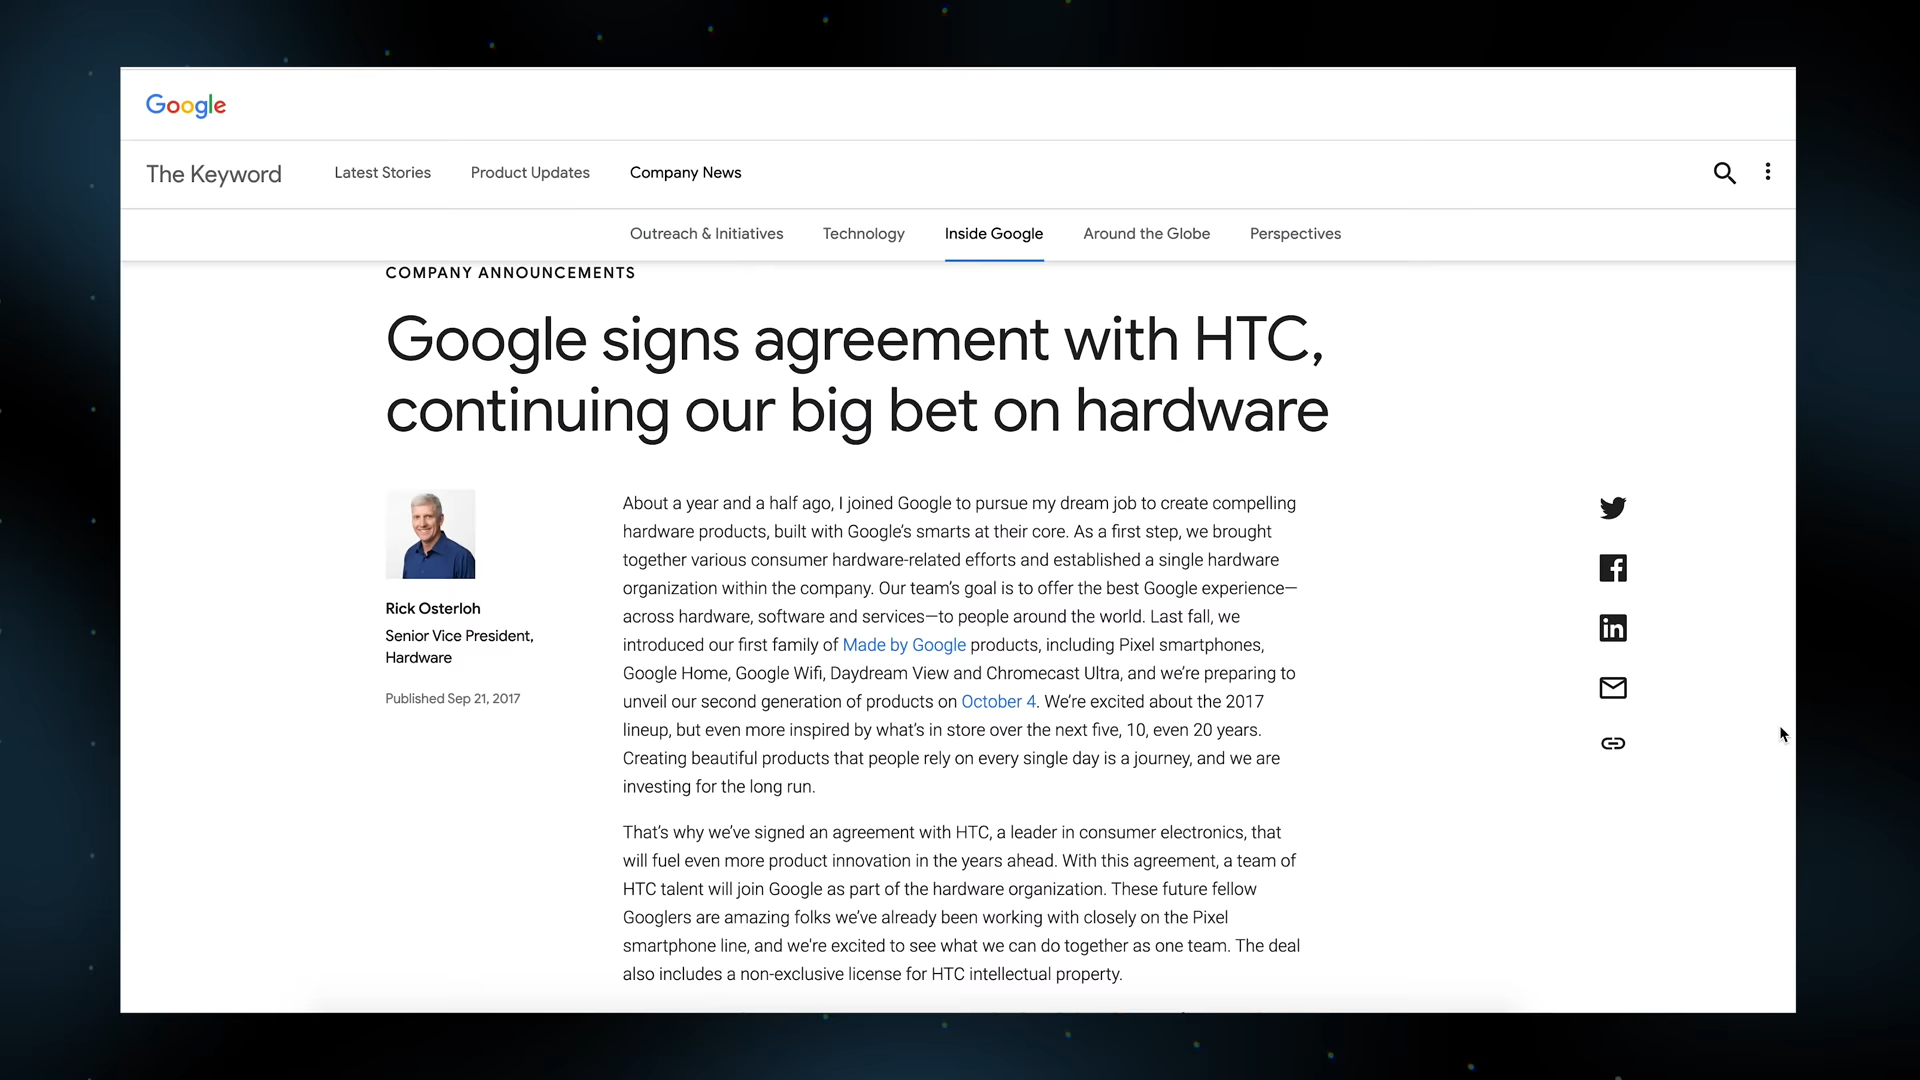 Google
The Keyword
Latest Stories
Product Updates
Company News
Outreach & Initiatives
Technology
Inside Google
Around the Globe
Perspectives
COMPANY ANNOUNCEMENTS
Google signs agreement with HTC,
continuing our big bet on hardware
Rick Osterloh
Senior Vice President,
Hardware
Published Sep 21, 2017
About a year and a half ago, I joined Google to pursue my dream job to create compelling
hardware products, built with Google’s smarts at their core. As a first step, we brought
together various consumer hardware-related efforts and established a single hardware
organization within the company. Our team’s goal is to offer the best Google experience—
across hardware, software and services—to people around the world. Last fall, we
introduced our first family of Made by Google products, including Pixel smartphones,
Google Home, Google Wifi, Daydream View and Chromecast Ultra, and we’re preparing to
unveil our second generation of products on October 4. We’re excited about the 2017
lineup, but even more inspired by what’s in store over the next five, 10, even 20 years.
Creating beautiful products that people rely on every single day is a journey, and we are
investing for the long run.
That’s why we’ve signed an agreement with HTC, a leader in consumer electronics, that
will fuel even more product innovation in the years ahead. With this agreement, a team of
HTC talent will join Google as part of the hardware organization. These future fellow
Googlers are amazing folks we’ve already been working with closely on the Pixel
smartphone line, and we're excited to see what we can do together as one team. The deal
also includes a non-exclusive license for HTC intellectual property.